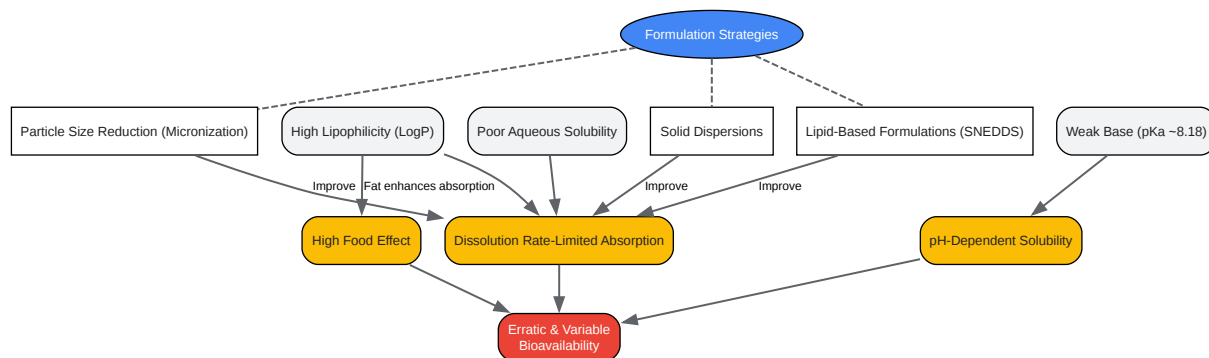 Formulation Strategies
Particle Size Reduction (Micronization)
High Lipophilicity (LogP)
Poor Aqueous Solubility
Solid Dispersions
Lipid-Based Formulations (SNEDDS)
Weak Base (pKa ~8.18)
Improve
Fat enhances absorption
Improve
Improve
High Food Effect
Dissolution Rate-Limited Absorption
pH-Dependent Solubility
Erratic & Variable
Bioavailability